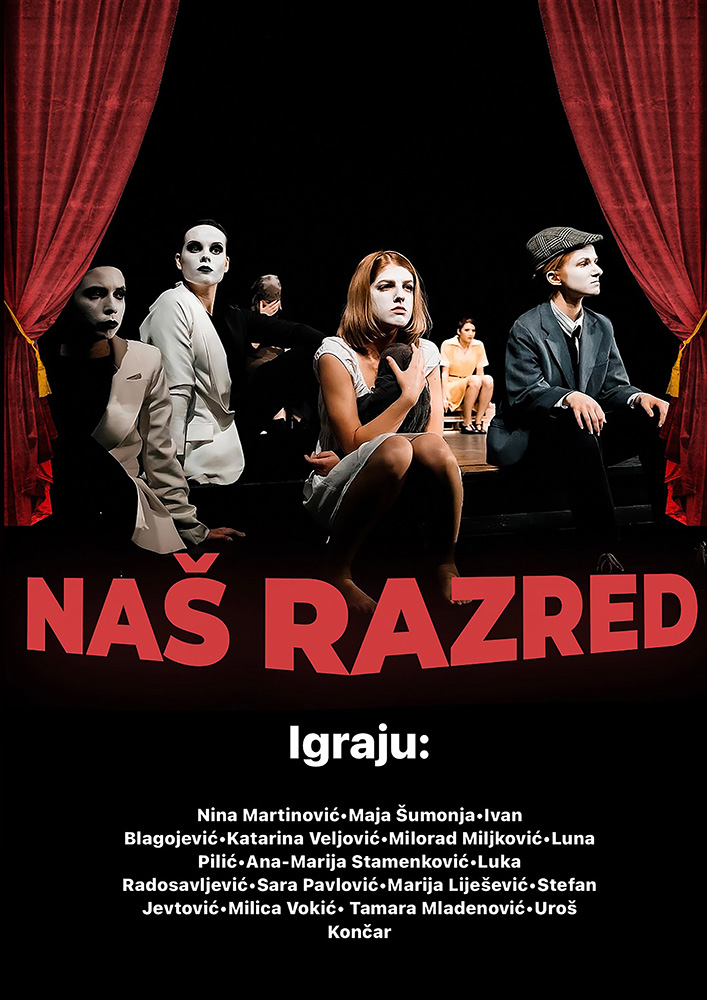 NAŠ RAZRED
Igraju:
Nina Martinović•Maja Šumonja•Ivan
Blagojević•Katarina Veljović•Milorad Miljković•Luna
Pilić•Ana-Marija Stamenković•Luka
Radosavljević•Sara Pavlović•Marija Liješević•Stefan
Jevtović•Milica Vokić• Tamara Mladenović•Uroš
Končar